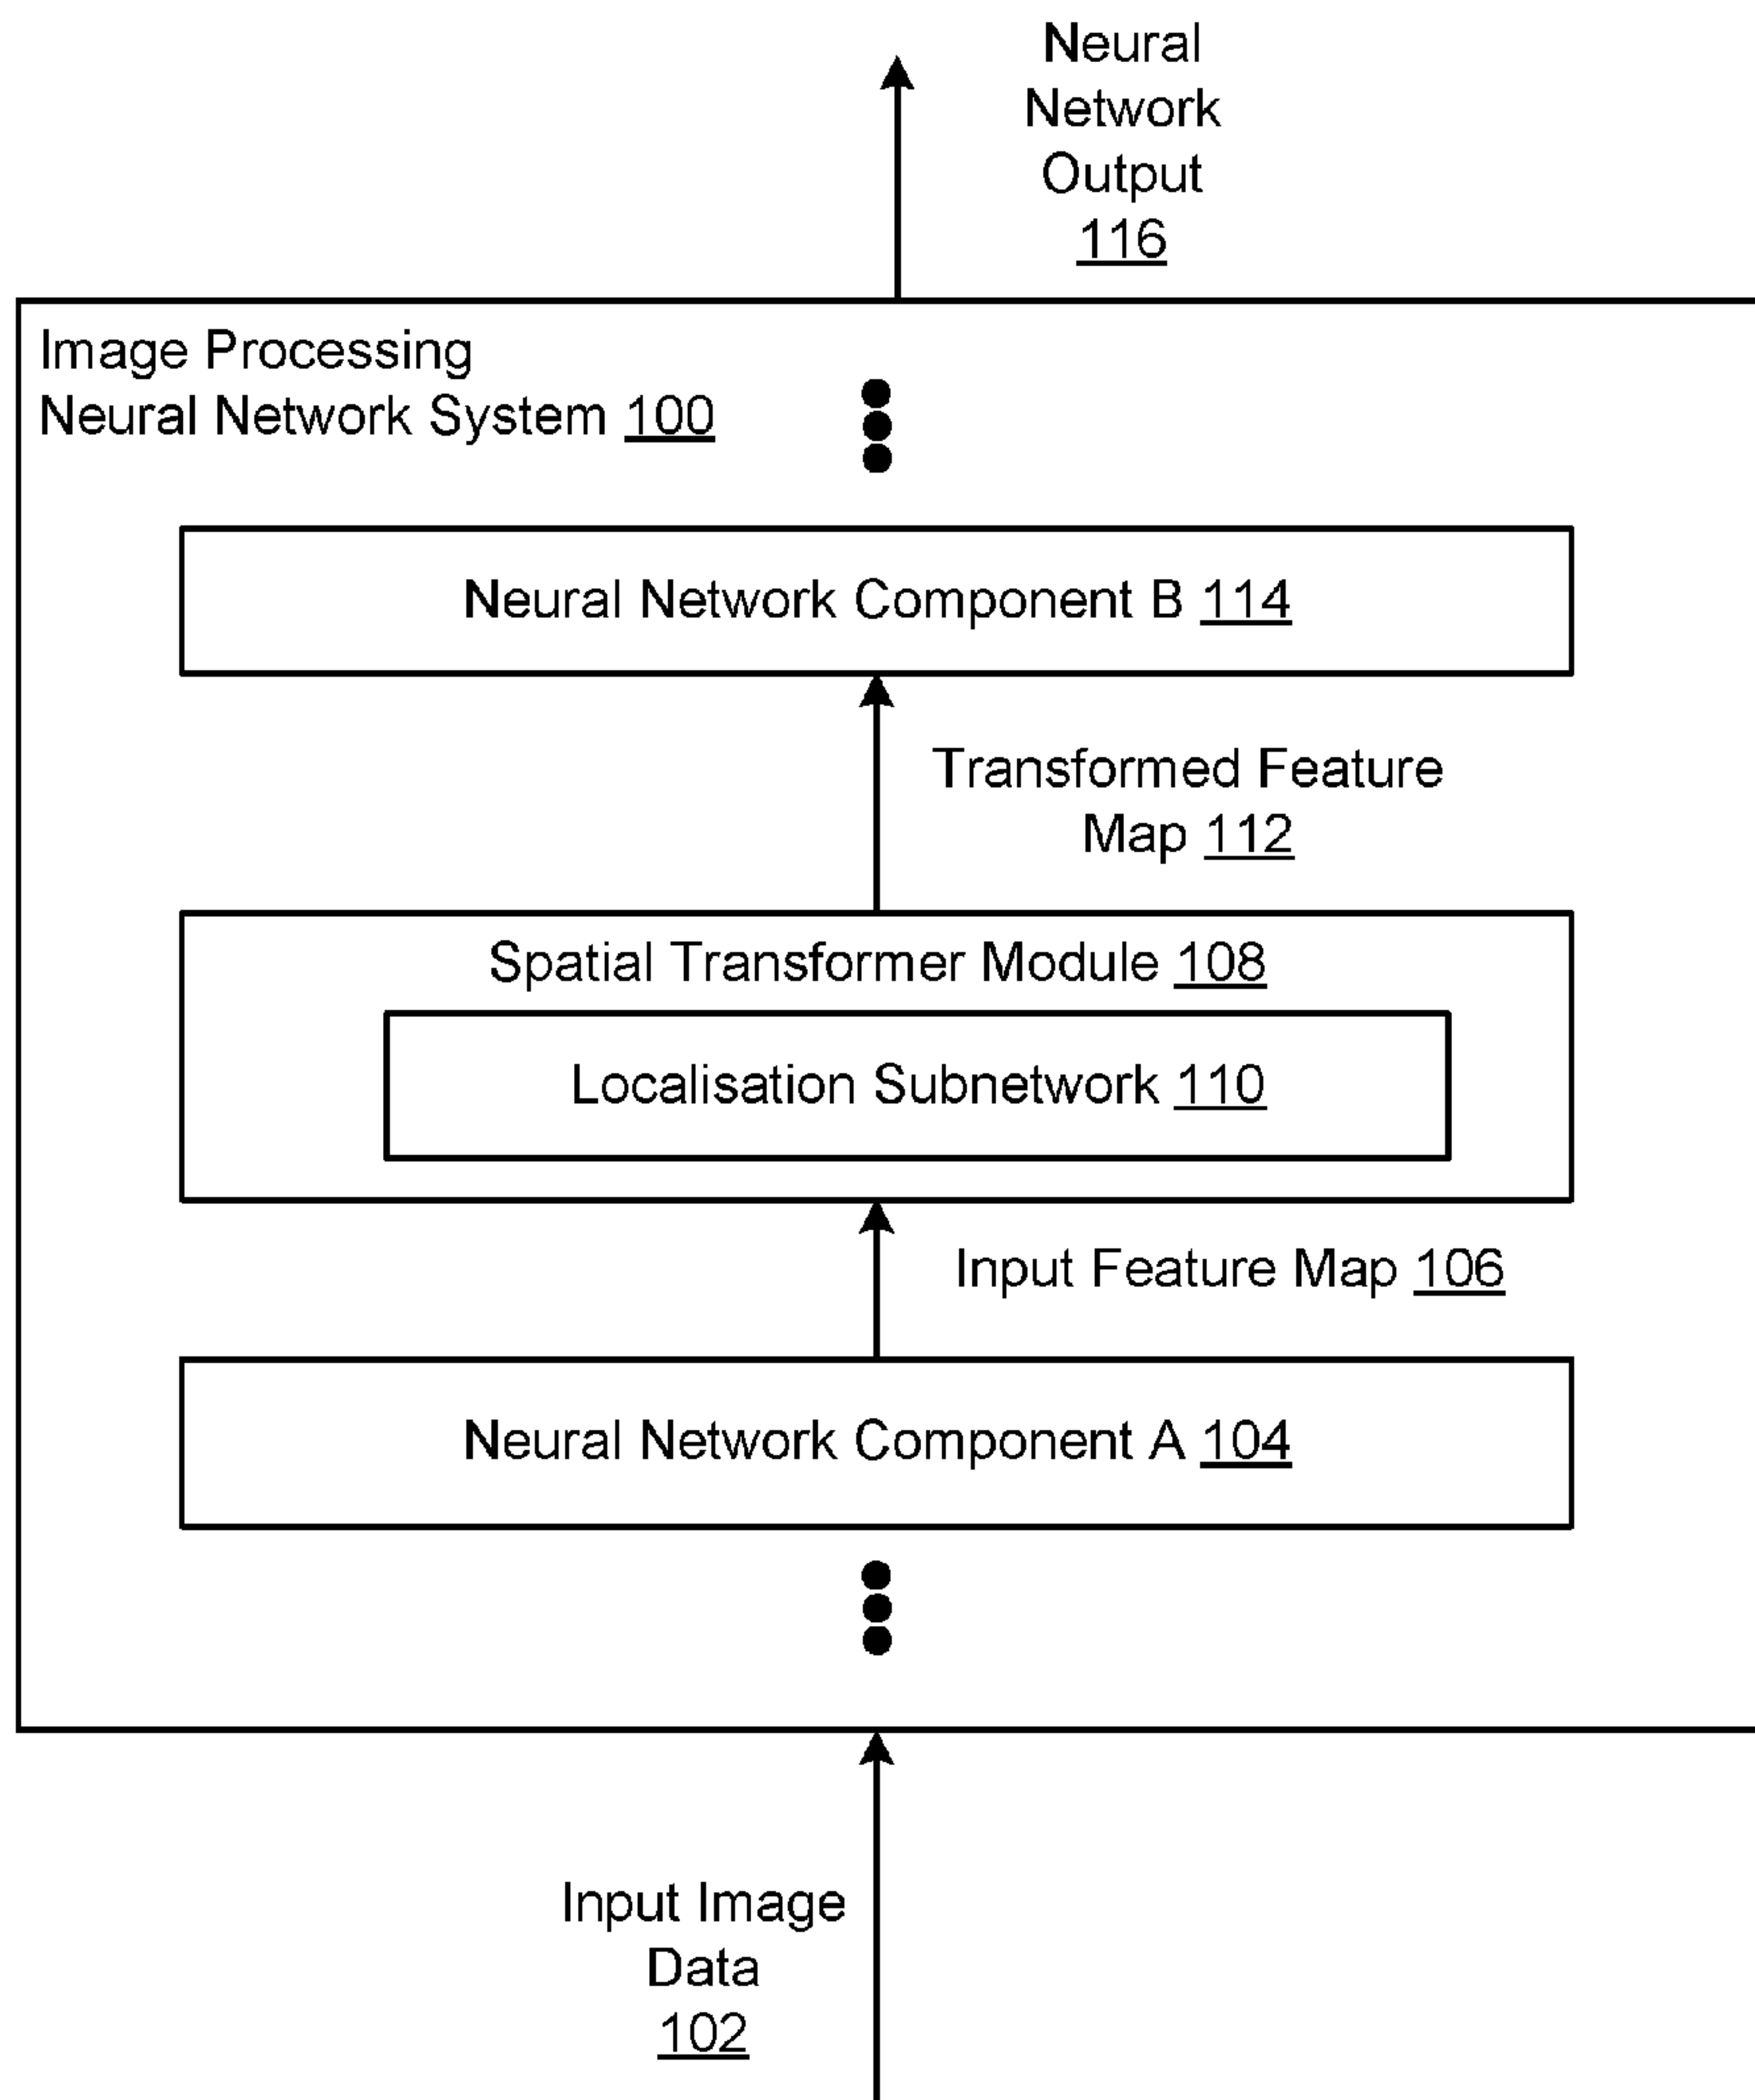 Neural
Network
Output
116
Image Processing
Neural Network System 100
Neural Network Component B 114
Transformed Feature
Map 112
Spatial Transformer Module 108
Localisation Subnetwork 110
Input Feature Map 106
Neural Network Component A 104
Input Image
Data
102